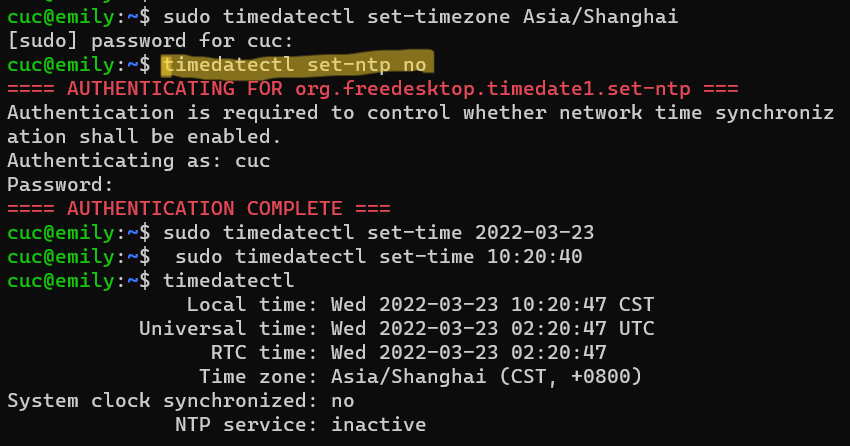 cuc@emily:~$ sudo timedatectl set-timezone Asia/Shanghai
[sudo] password for cuc:
cuc@emily:~$ timedatectl set-ntp no
==== AUTHENTICATING FOR org.freedesktop.timedate1.set-ntp ===
Authentication is required to control whether network time synchroniz
ation shall be enabled.
Authenticating as: cuc
Password:
==== AUTHENTICATION COMPLETE ===
cuc@emily:~$ sudo timedatectl set-time 2022-03-23
cuc@emily:~$  sudo timedatectl set-time 10:20:40
cuc@emily:~$ timedatectl
               Local time: Wed 2022-03-23 10:20:47 CST
           Universal time: Wed 2022-03-23 02:20:47 UTC
                 RTC time: Wed 2022-03-23 02:20:47
                Time zone: Asia/Shanghai (CST, +0800)
System clock synchronized: no
              NTP service: inactive